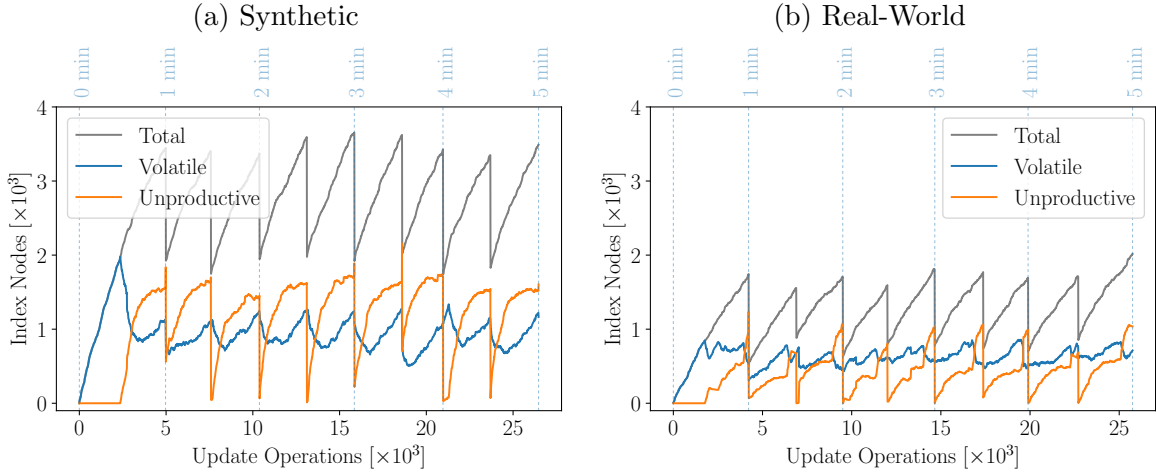 (a) Synthetic
0 min
1 min
2 min
3 min
4 min
5 min
4
3
2
1
0
Index Nodes [×10³]
Total
Volatile
Unproductive
0
5
10
15
20
25
Update Operations [×10³]
(b) Real-World
0 min
1 min
2 min
3 min
4 min
5 min
4
3
2
1
0
Index Nodes [×10³]
Total
Volatile
Unproductive
0
5
10
15
20
25
Update Operations [×10³]